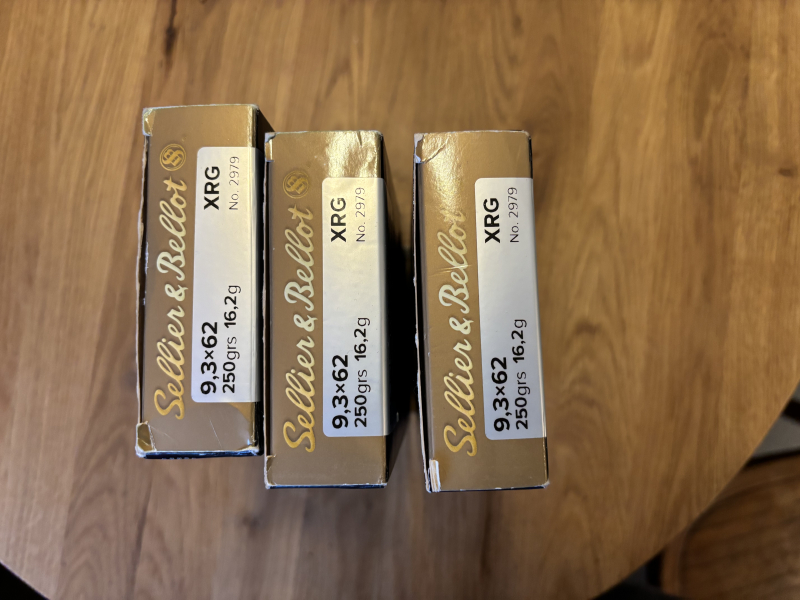 Sellier & Bellot
XRG
No. 2979
9,3×62
250grs 16,2g
Sellier & Bellot
XRG
No. 2979
9,3×62
250grs 16,2g
Sellier & Bellot
XRG
No. 2979
9,3×62
250grs 16,2g